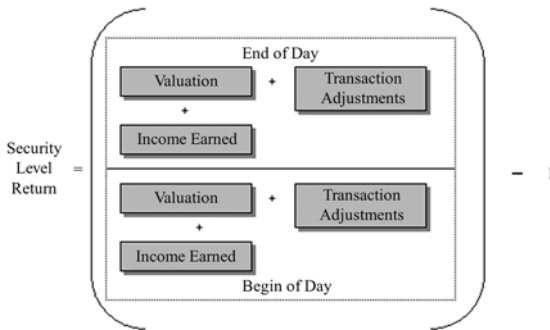 End of Day
Valuation + Transaction
Adjustments
+
Income Earned
Security
Level = −
Return
Valuation + Transaction
Adjustments
+
Income Earned
Begin of Day